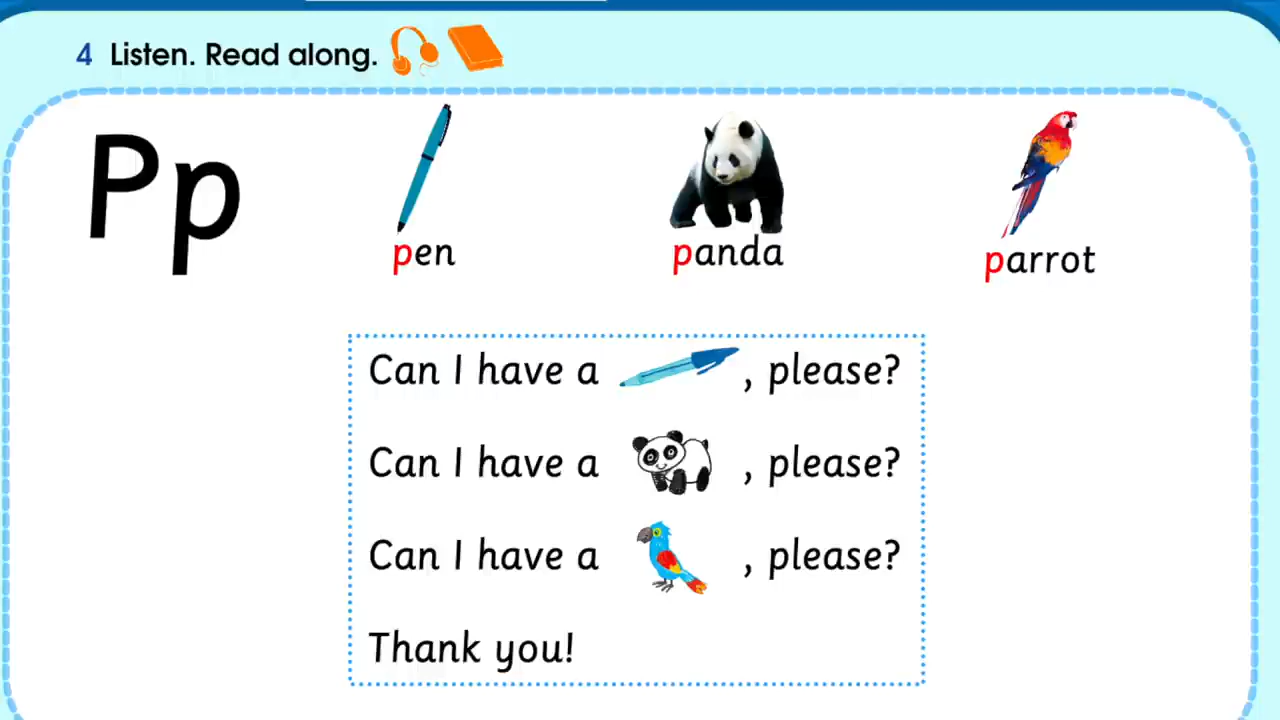 4 Listen. Read along.
Pp
pen
panda
parrot
Can I have a , please?
Can I have a , please?
Can I have a , please?
Thank you!